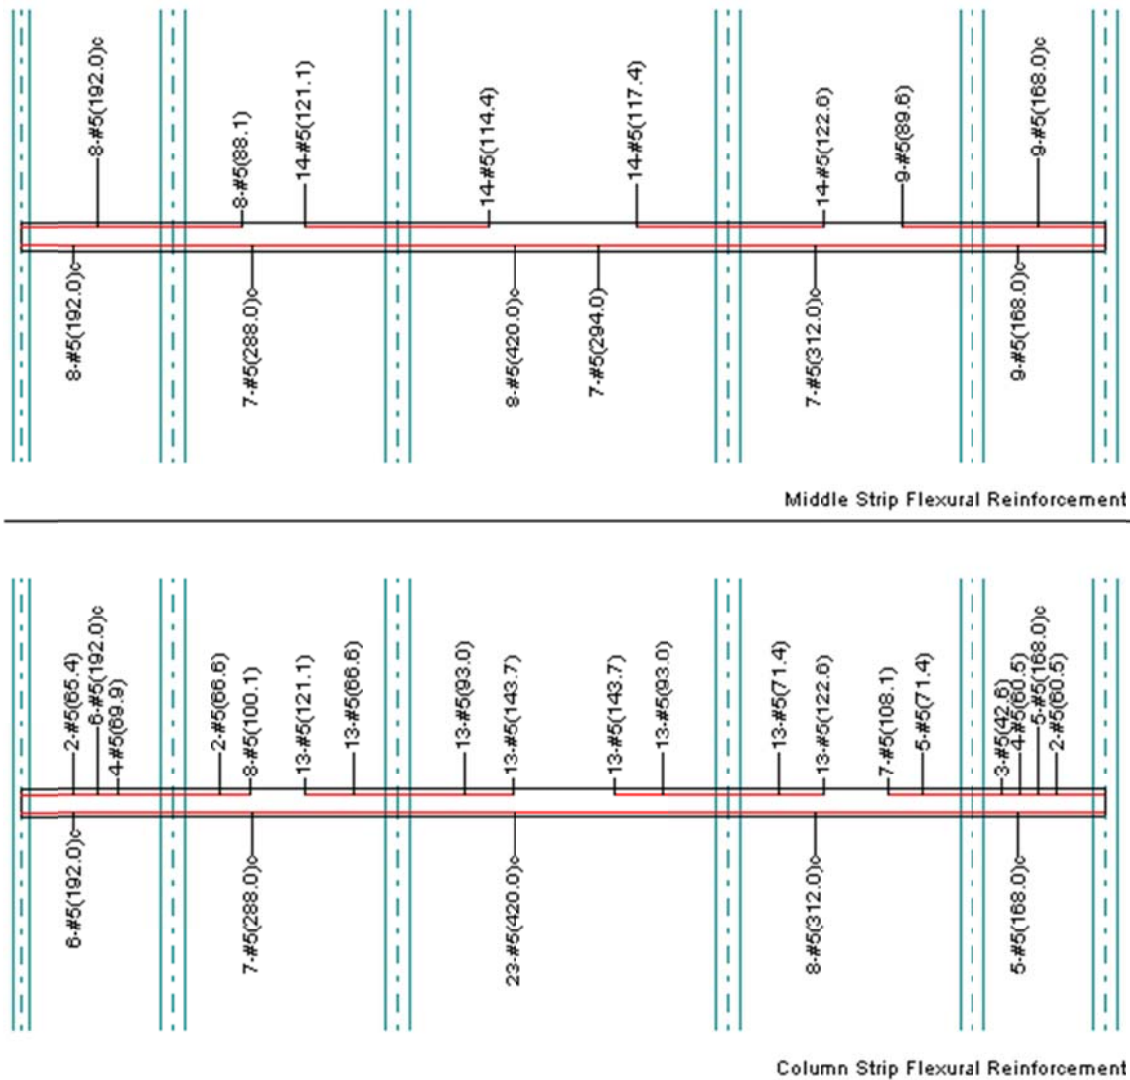 8-#5(192.0)c
8-#5(88.1)
14-#5(121.1)
14-#5(114.4)
14-#5(117.4)
14-#5(122.6)
9-#5(89.6)
9-#5(168.0)c
8-#5(192.0)c
7-#5(288.0)c
8-#5(420.0)c
7-#5(294.0)
7-#5(312.0)c
9-#5(168.0)c
Middle Strip Flexural Reinforcement
2-#5(65.4)
6-#5(192.0)c
4-#5(69.9)
2-#5(66.6)
8-#5(100.1)
13-#5(121.1)
13-#5(66.6)
13-#5(93.0)
13-#5(143.7)
13-#5(143.7)
13-#5(93.0)
13-#5(71.4)
13-#5(122.6)
7-#5(108.1)
5-#5(71.4)
3-#5(42.6)
4-#5(60.5)
5-#5(168.0)c
2-#5(60.5)
6-#5(192.0)c
7-#5(288.0)c
23-#5(420.0)c
8-#5(312.0)c
5-#5(168.0)c
Column Strip Flexural Reinforcement